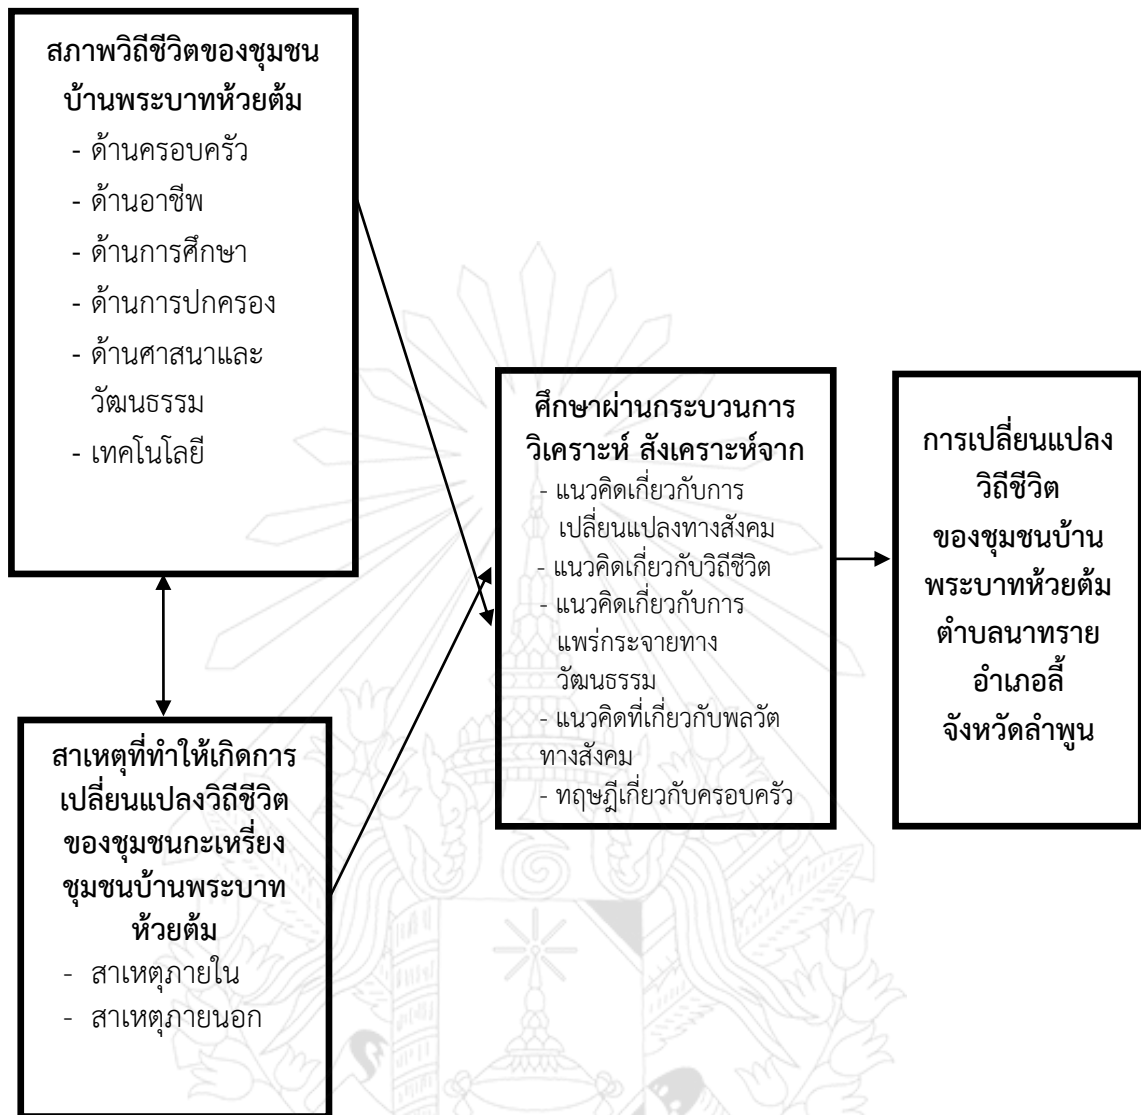 สภาพวิถีชีวิตของชุมชน
บ้านพระบาทห้วยต้ม
- ด้านครอบครัว
- ด้านอาชีพ
- ด้านการศึกษา
- ด้านการปกครอง
- ด้านศาสนาและ
วัฒนธรรม
- เทคโนโลยี
สาเหตุที่ทำให้เกิดการ
เปลี่ยนแปลงวิถีชีวิต
ของชุมชนกะเหรี่ยง
ชุมชนบ้านพระบาท
ห้วยต้ม
- สาเหตุภายใน
- สาเหตุภายนอก
ศึกษาผ่านกระบวนการ
วิเคราะห์ สังเคราะห์จาก
- แนวคิดเกี่ยวกับการ
เปลี่ยนแปลงทางสังคม
- แนวคิดเกี่ยวกับวิถีชีวิต
- แนวคิดเกี่ยวกับการ
แพร่กระจายทาง
วัฒนธรรม
- แนวคิดที่เกี่ยวกับพลวัต
ทางสังคม
- ทฤษฎีเกี่ยวกับครอบครัว
การเปลี่ยนแปลง
วิถีชีวิต
ของชุมชนบ้าน
พระบาทห้วยต้ม
ตำบลนาทราย
อำเภอลี้
จังหวัดลำพูน